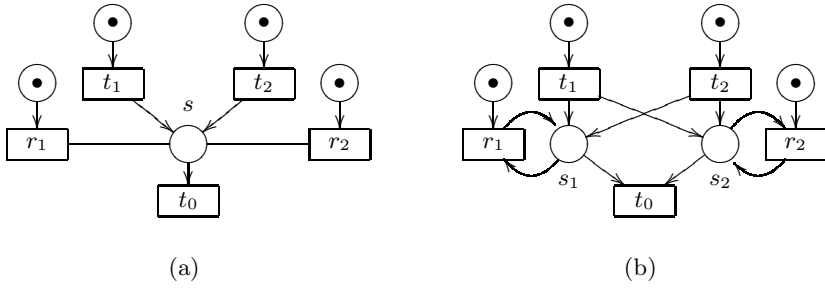 t₁ t₂ t₁ t₂
s
r₁ r₂ r₁ r₂
s₁ s₂
t₀ t₀
(a) (b)